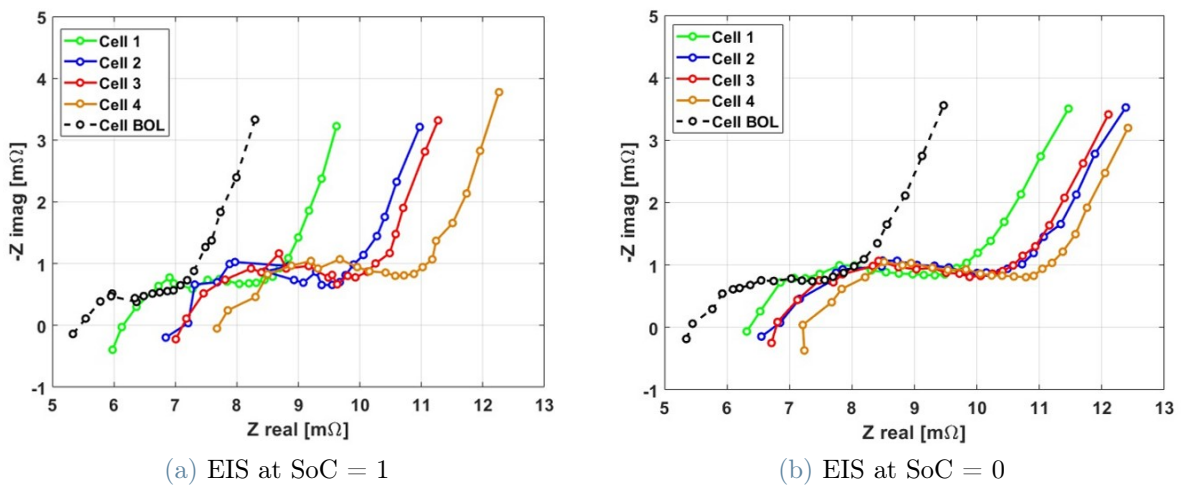 5
4
3
2
1
0
-1
-Z imag [mΩ]
Cell 1
Cell 2
Cell 3
Cell 4
Cell BOL
5 6 7 8 9 10 11 12 13
Z real [mΩ]
(a) EIS at SoC = 1
5
4
3
2
1
0
-1
-Z imag [mΩ]
Cell 1
Cell 2
Cell 3
Cell 4
Cell BOL
5 6 7 8 9 10 11 12 13
Z real [mΩ]
(b) EIS at SoC = 0